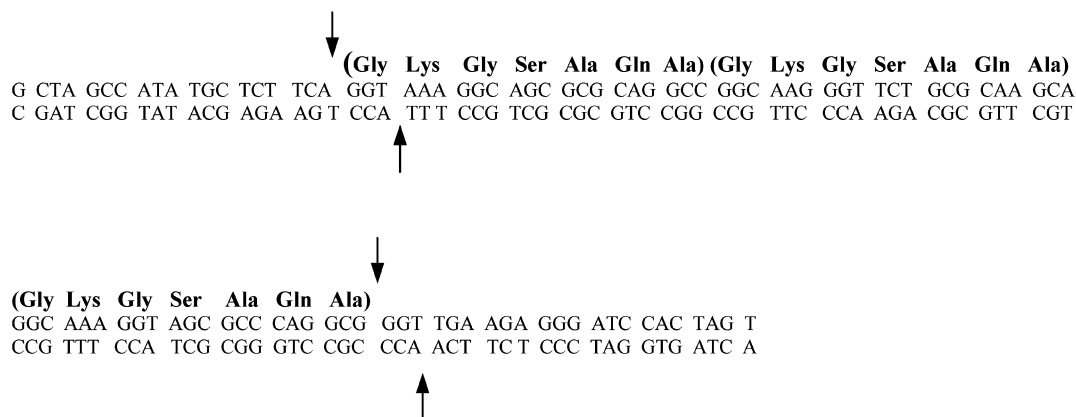 (Gly Lys Gly Ser Ala Gln Ala) (Gly Lys Gly Ser Ala Gln Ala)
G CTA GCC ATA TGC TCT TCA GGT AAA GGC AGC GCG CAG GCC GGC AAG GGT TCT GCG CAA GCA
C GAT CGG TAT ACG AGA AGT CCA TTT CCG TCG CGC GTC CGG CCG TTC CCA AGA CGC GTT CGT
(Gly Lys Gly Ser Ala Gln Ala)
GGC AAA GGT AGC GCC CAG GCG GGT TGA AGA GGG ATC CAC TAG T
CCG TTT CCA TCG CGG GTC CGC CCA ACT TCT CCC TAG GTG ATC A